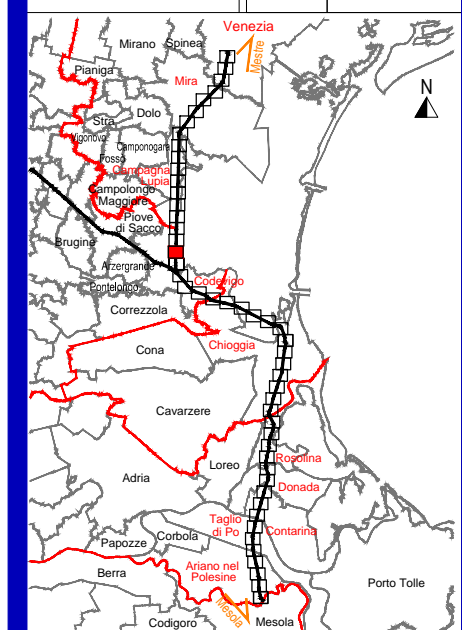 Venezia
Mirano
Spinea
Mestre
Pianiga
Mira
N
Stra
Dolo
Vigonovo
Camponogara
Fosso
Campagna
Lupia
Campolongo
Maggiore
Piove
di Sacco
Brugine
Arzergrande
Codevigo
Pontelongo
Correzzola
Chioggia
Cona
Cavarzere
Rosolina
Loreo
Adria
Donada
Taglio
di Po
Contarina
Corbola
Papozze
Berra
Ariano nel
Polesine
Porto Tolle
Mesola
Mesola
Codigoro